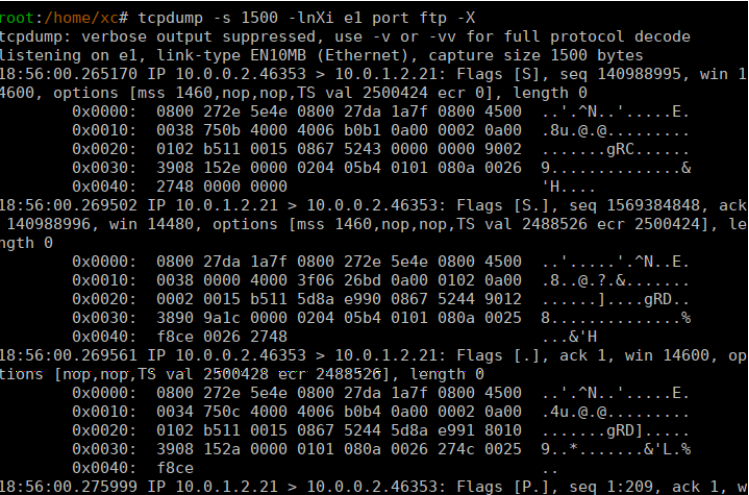 root:/home/xc# tcpdump -s 1500 -lnXi e1 port ftp -X
tcpdump: verbose output suppressed, use -v or -vv for full protocol decode
listening on e1, link-type EN10MB (Ethernet), capture size 1500 bytes
18:56:00.265170 IP 10.0.0.2.46353 > 10.0.1.2.21: Flags [S], seq 140988995, win 1
4600, options [mss 1460,nop,nop,TS val 2500424 ecr 0], length 0
0x0000:  0800 272e 5e4e 0800 27da 1a7f 0800 4500  ..'.^N..'.....E.
0x0010:  0038 750b 4000 4006 b0b1 0a00 0002 0a00  .8u.@.@.........
0x0020:  0102 b511 0015 0867 5243 0000 0000 9002  .......gRC......
0x0030:  3908 152e 0000 0204 05b4 0101 080a 0026  9..............&
0x0040:  2748 0000 0000                           'H....
18:56:00.269502 IP 10.0.1.2.21 > 10.0.0.2.46353: Flags [S.], seq 1569384848, ack
140988996, win 14480, options [mss 1460,nop,nop,TS val 2488526 ecr 2500424], le
ngth 0
0x0000:  0800 27da 1a7f 0800 272e 5e4e 0800 4500  ..'.....'.^N..E.
0x0010:  0038 0000 4000 3f06 26bd 0a00 0102 0a00  .8..@.?.&.......
0x0020:  0002 0015 b511 5d8a e990 0867 5244 9012  ......]....gRD..
0x0030:  3890 9a1c 0000 0204 05b4 0101 080a 0025  8..............%
0x0040:  f8ce 0026 2748                           ...&'H
18:56:00.269561 IP 10.0.0.2.46353 > 10.0.1.2.21: Flags [.], ack 1, win 14600, op
tions [nop,nop,TS val 2500428 ecr 2488526], length 0
0x0000:  0800 272e 5e4e 0800 27da 1a7f 0800 4500  ..'.^N..'.....E.
0x0010:  0034 750c 4000 4006 b0b4 0a00 0002 0a00  .4u.@.@.........
0x0020:  0102 b511 0015 0867 5244 5d8a e991 8010  .......gRD].....
0x0030:  3908 152a 0000 0101 080a 0026 274c 0025  9..*.......&'L.%
0x0040:  f8ce                                     ..
18:56:00.275999 IP 10.0.1.2.21 > 10.0.0.2.46353: Flags [P.], seq 1:209, ack 1, w